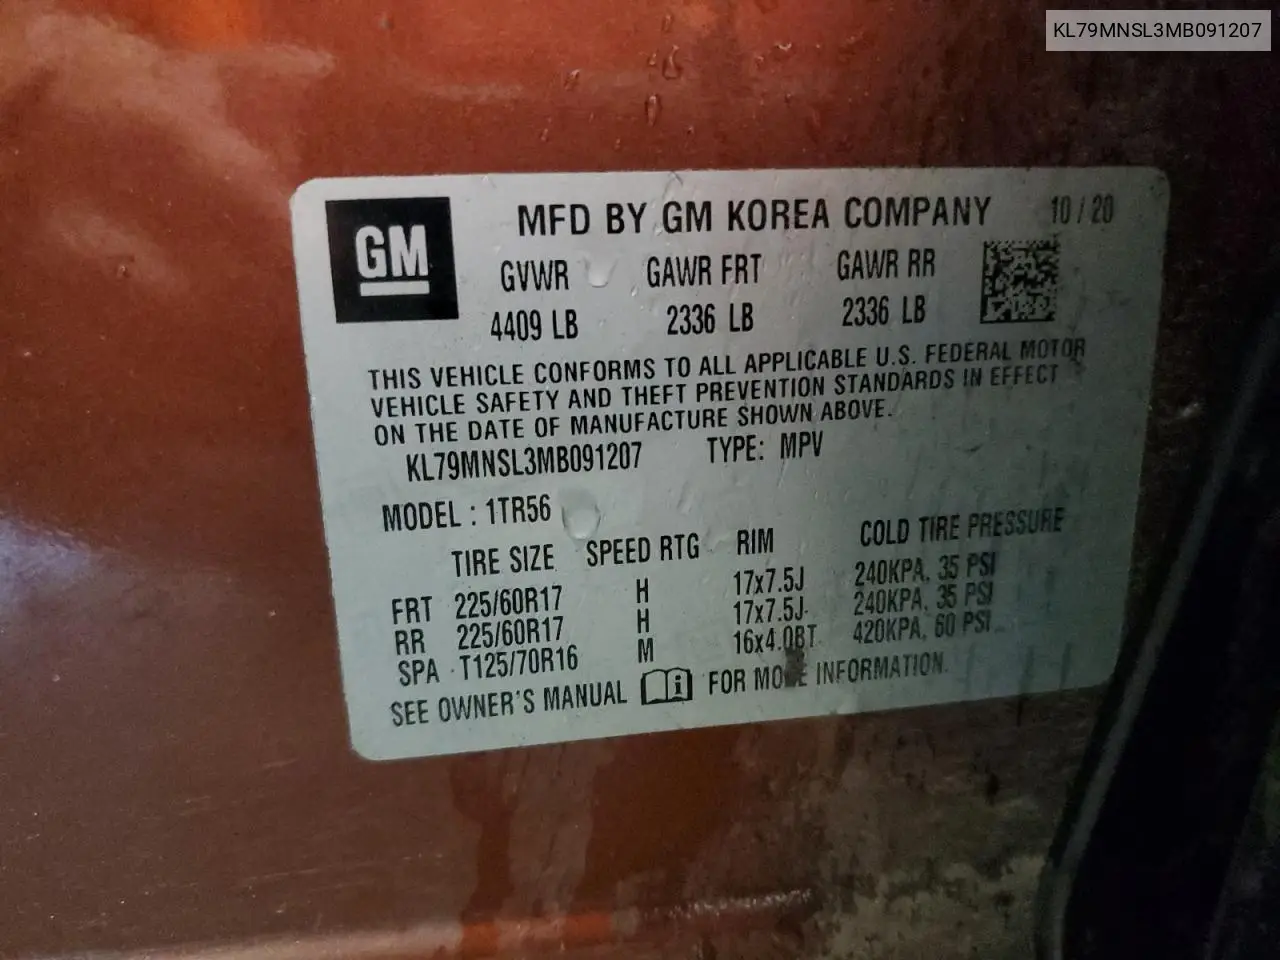 KL79MNSL3MB091207
GM
MFD BY GM KOREA COMPANY 10/20
GVWR GAWR FRT GAWR RR
4409 LB 2336 LB 2336 LB
THIS VEHICLE CONFORMS TO ALL APPLICABLE U.S. FEDERAL MOTOR
VEHICLE SAFETY AND THEFT PREVENTION STANDARDS IN EFFECT
ON THE DATE OF MANUFACTURE SHOWN ABOVE.
KL79MNSL3MB091207 TYPE: MPV
MODEL : 1TR56
TIRE SIZE SPEED RTG RIM COLD TIRE PRESSURE
FRT 225/60R17 H 17x7.5J 240KPA, 35 PSI
RR 225/60R17 H 17x7.5J 240KPA, 35 PSI
SPA T125/70R16 M 16x4.0BT 420KPA, 60 PSI
SEE OWNER'S MANUAL i FOR MORE INFORMATION.